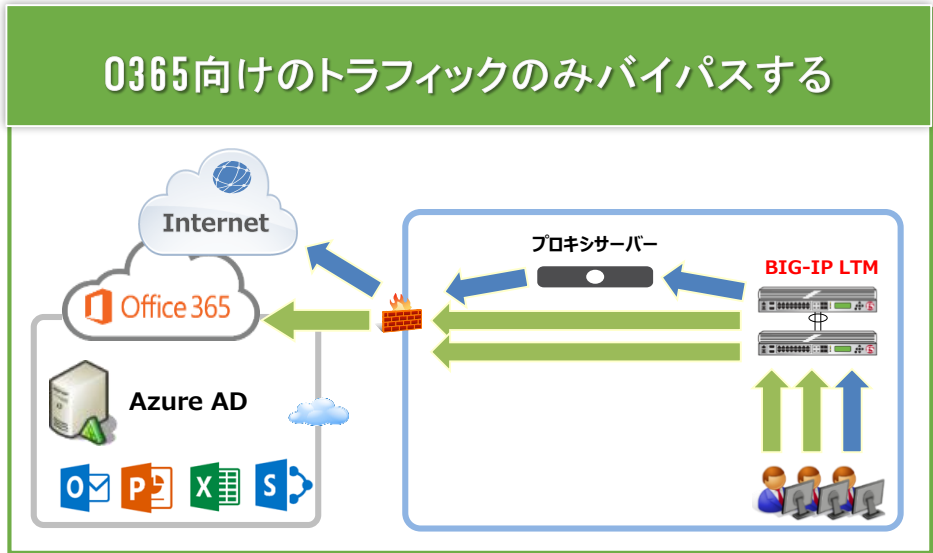 O365向けのトラフィックのみバイパスする
Internet
プロキシサーバー
BIG-IP LTM
Office 365
Azure AD
O
P
X
S